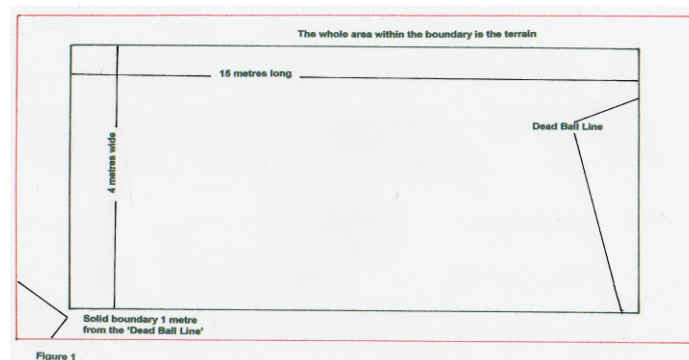 The whole area within the boundary is the terrain
15 metres long
Dead Ball Line
4 metres wide
Solid boundary 1 metre
from the 'Dead Ball Line'
Figure 1